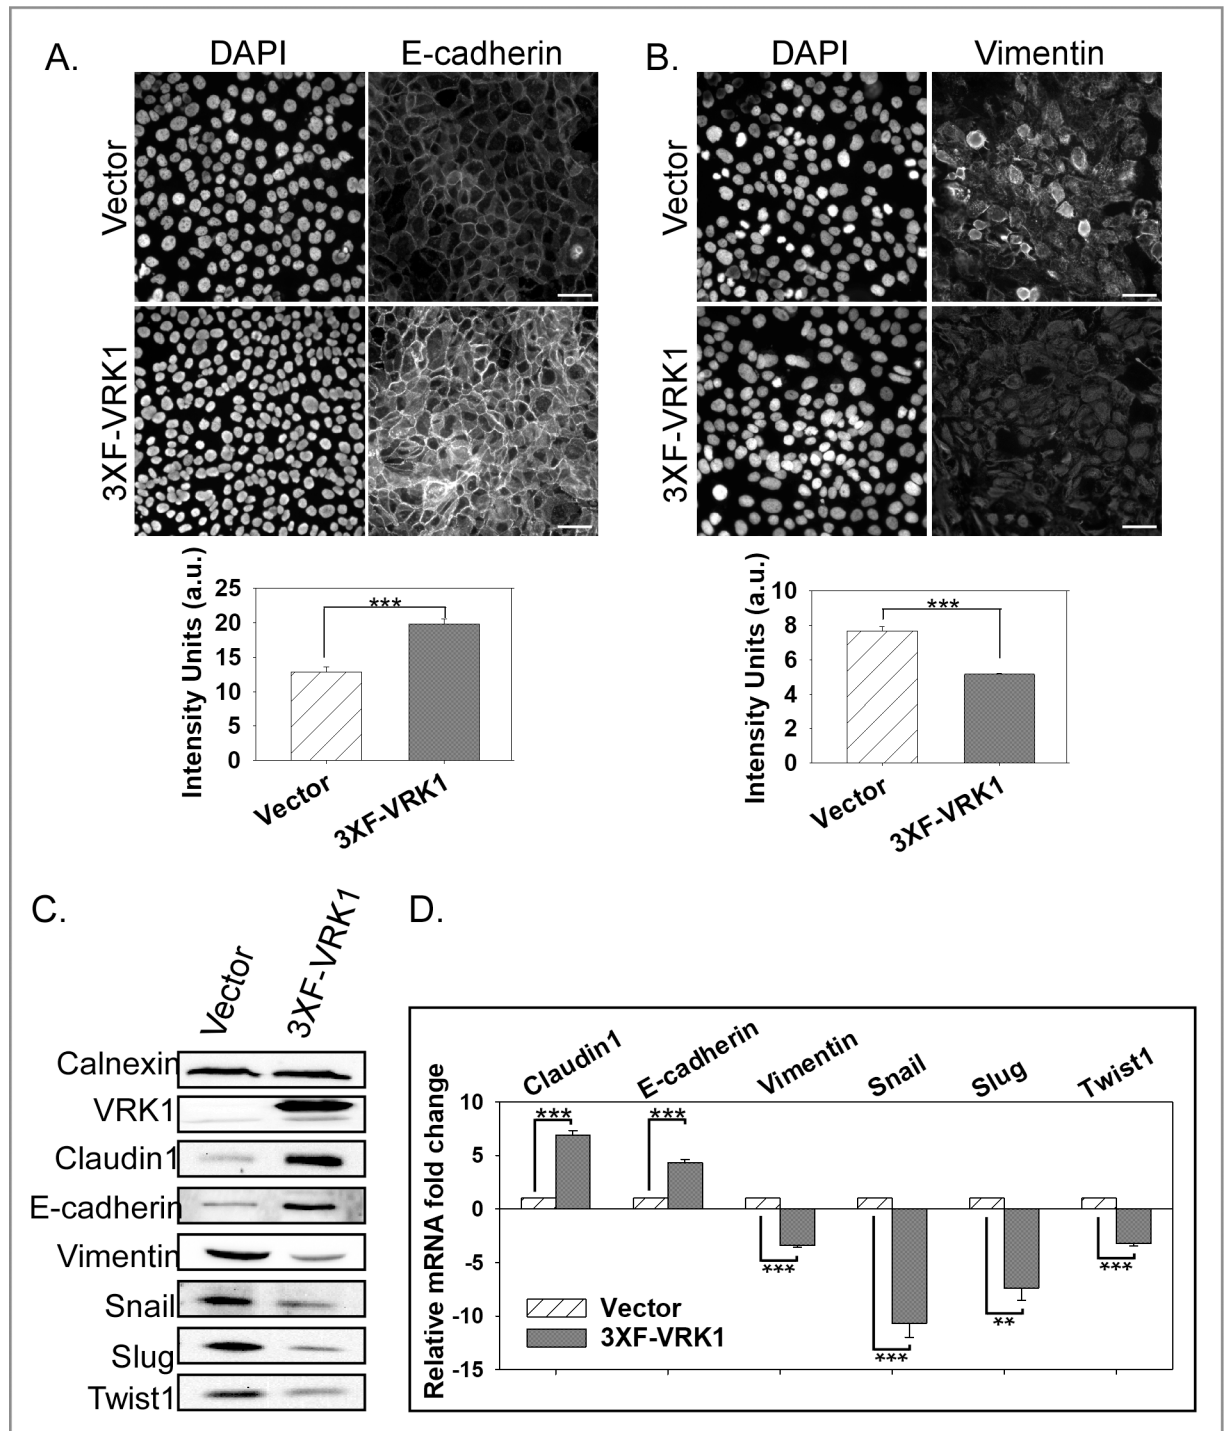 A.
DAPI
E-cadherin
Vector
3XF-VRK1
Intensity Units (a.u.)
25
20
15
10
5
0
***
Vector
3XF-VRK1
B.
DAPI
Vimentin
Vector
3XF-VRK1
Intensity Units (a.u.)
10
8
6
4
2
0
***
Vector
3XF-VRK1
C.
Vector
3XF-VRK1
Calnexin
VRK1
Claudin1
E-cadherin
Vimentin
Snail
Slug
Twist1
D.
Claudin1
E-cadherin
Vimentin
Snail
Slug
Twist1
Relative mRNA fold change
10
5
0
-5
-10
-15
***
***
***
***
**
***
Vector
3XF-VRK1